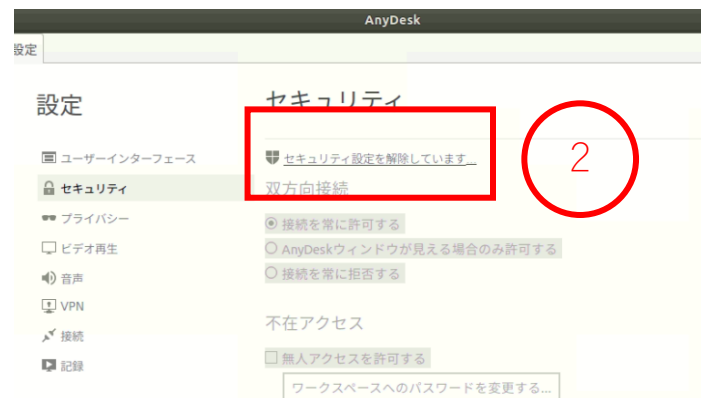 AnyDesk
設定
設定
ユーザーインターフェース
セキュリティ
プライバシー
ビデオ再生
音声
VPN
接続
記録
セキュリティ
セキュリティ設定を解除しています...
2
双方向接続
接続を常に許可する
AnyDeskウィンドウが見える場合のみ許可する
接続を常に拒否する
不在アクセス
無人アクセスを許可する
ワークスペースへのパスワードを変更する...